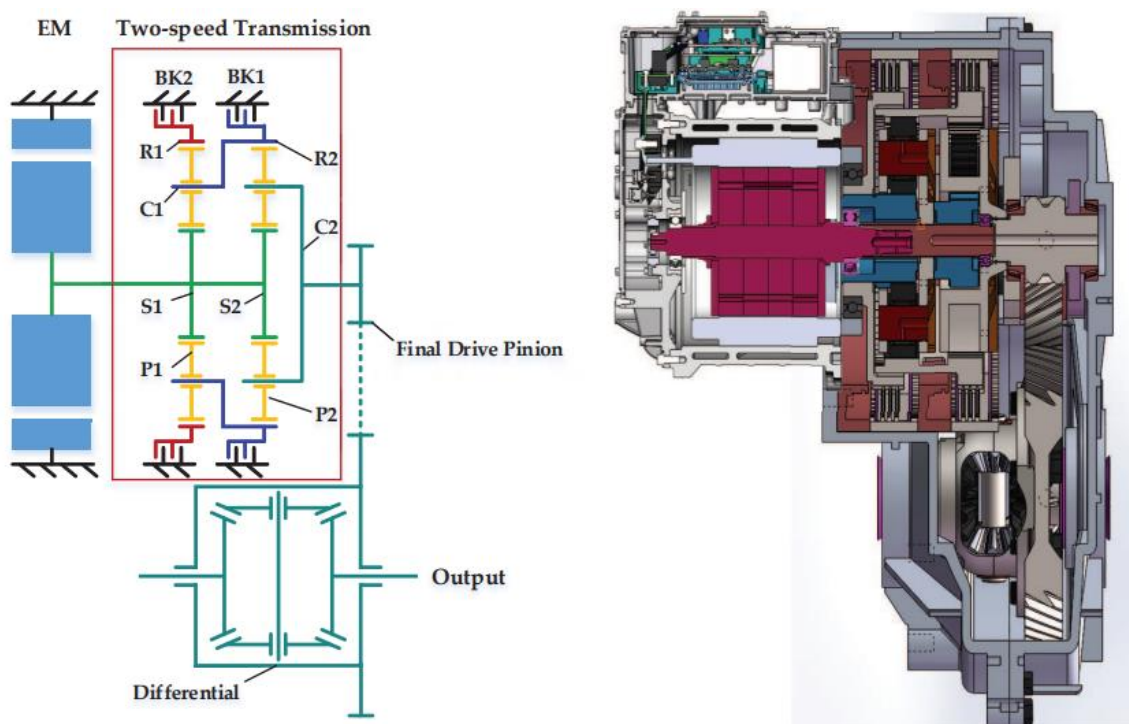 EM
Two-speed Transmission
BK2
BK1
R1
R2
C1
C2
S1
S2
P1
Final Drive Pinion
P2
Output
Differential